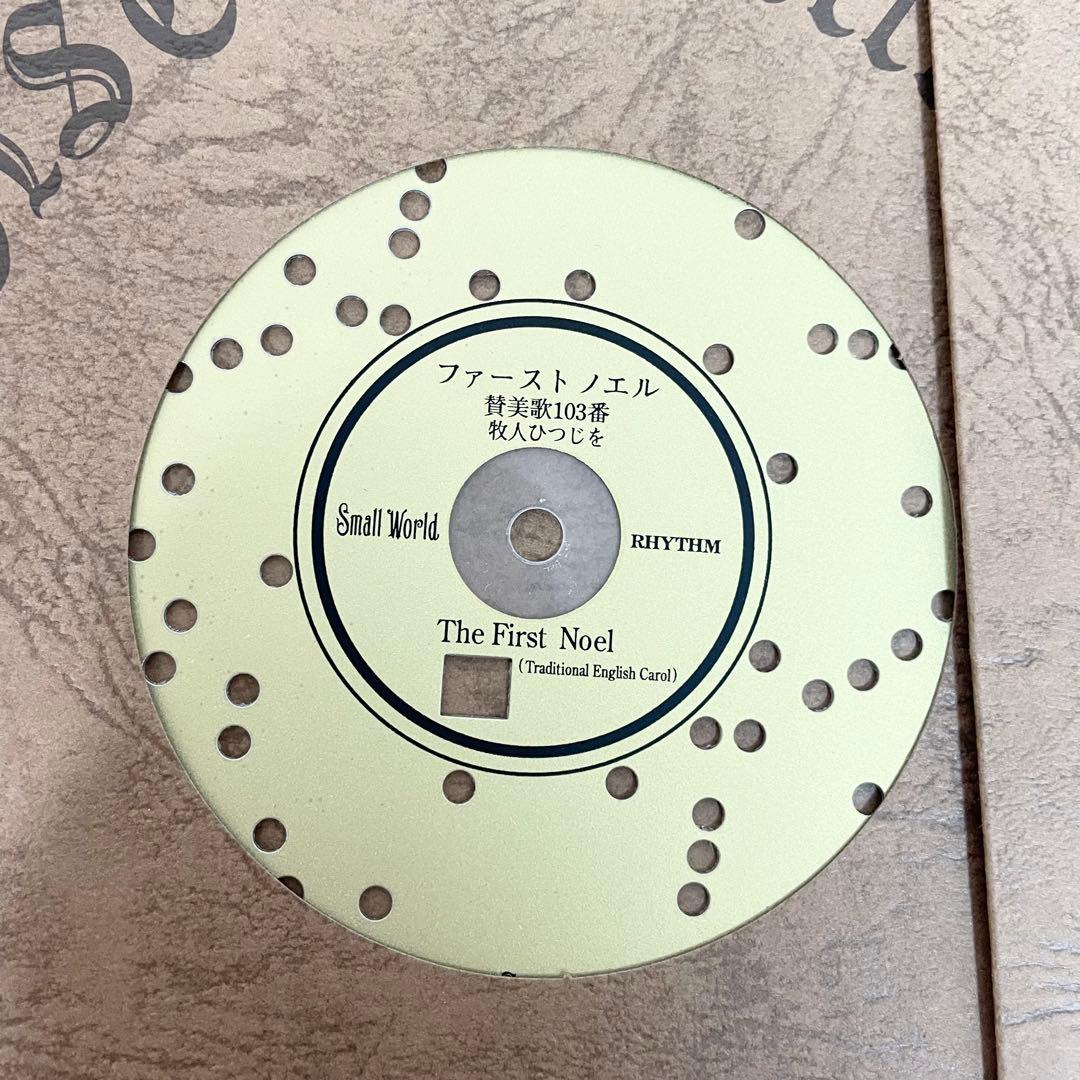 ファースト ノエル
賛美歌103番
牧人ひつじを
Small World
RHYTHM
The First Noel
(Traditional English Carol)